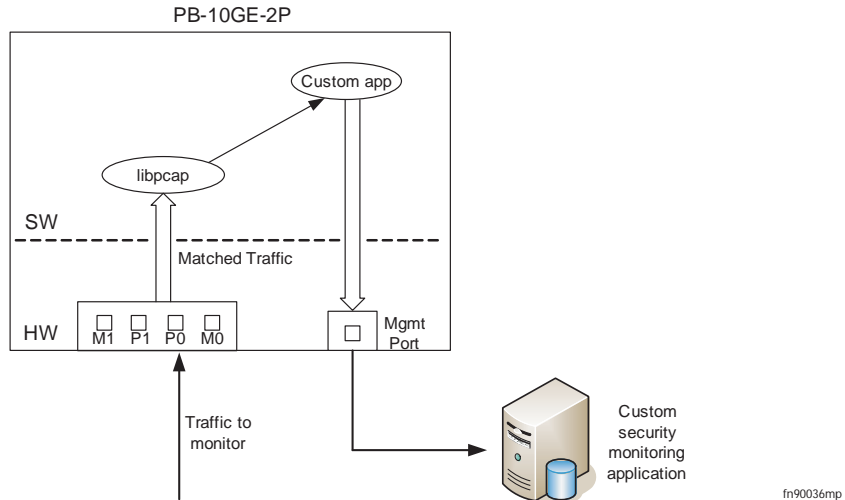 PB-10GE-2P
Custom app
libpcap
SW
Matched Traffic
HW
M1
P1
P0
M0
Mgmt
Port
Traffic to
monitor
Custom
security
monitoring
application
fn90036mp